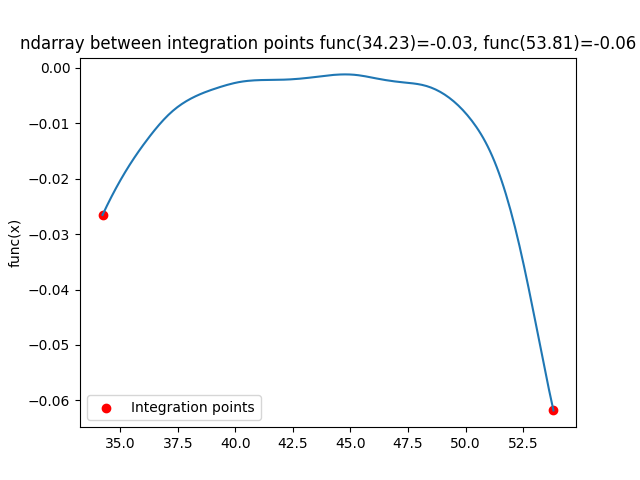 ndarray between integration points func(34.23)=-0.03, func(53.81)=-0.06
0.00
−0.01
−0.02
−0.03
−0.04
−0.05
−0.06
func(x)
Integration points
35.0 37.5 40.0 42.5 45.0 47.5 50.0 52.5